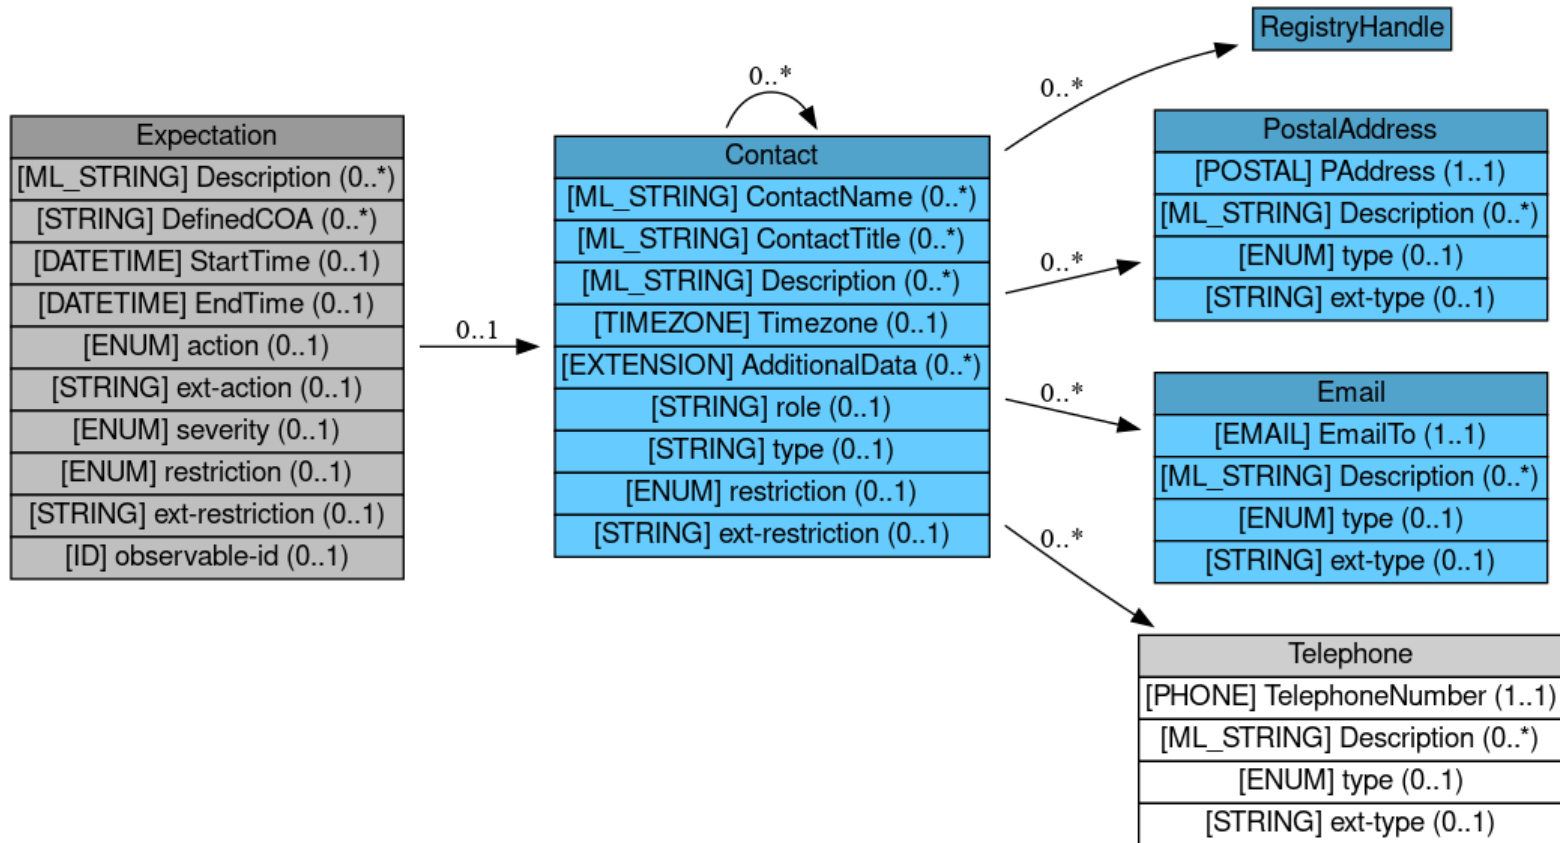 Expectation
[ML_STRING] Description (0..*)
[STRING] DefinedCOA (0..*)
[DATETIME] StartTime (0..1)
[DATETIME] EndTime (0..1)
[ENUM] action (0..1)
[STRING] ext-action (0..1)
[ENUM] severity (0..1)
[ENUM] restriction (0..1)
[STRING] ext-restriction (0..1)
[ID] observable-id (0..1)
0..1
0..*
Contact
[ML_STRING] ContactName (0..*)
[ML_STRING] ContactTitle (0..*)
[ML_STRING] Description (0..*)
[TIMEZONE] Timezone (0..1)
[EXTENSION] AdditionalData (0..*)
[STRING] role (0..1)
[STRING] type (0..1)
[ENUM] restriction (0..1)
[STRING] ext-restriction (0..1)
0..*
RegistryHandle
0..*
PostalAddress
[POSTAL] PAddress (1..1)
[ML_STRING] Description (0..*)
[ENUM] type (0..1)
[STRING] ext-type (0..1)
0..*
Email
[EMAIL] EmailTo (1..1)
[ML_STRING] Description (0..*)
[ENUM] type (0..1)
[STRING] ext-type (0..1)
0..*
Telephone
[PHONE] TelephoneNumber (1..1)
[ML_STRING] Description (0..*)
[ENUM] type (0..1)
[STRING] ext-type (0..1)